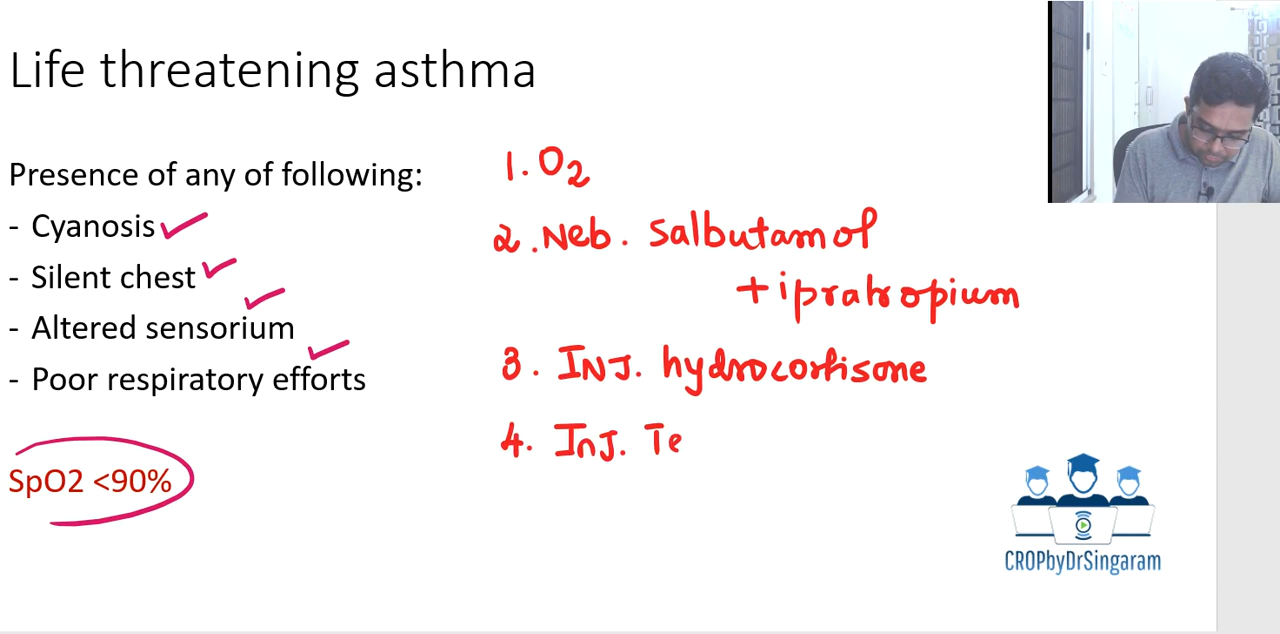 Life threatening asthma
Presence of any of following:
- Cyanosis
- Silent chest
- Altered sensorium
- Poor respiratory efforts
SpO2 <90%
1. O2
2. Neb. Salbutamol
+ ipratropium
3. INJ. hydrocortisone
4. InJ. Te
CROPbyDrSingaram